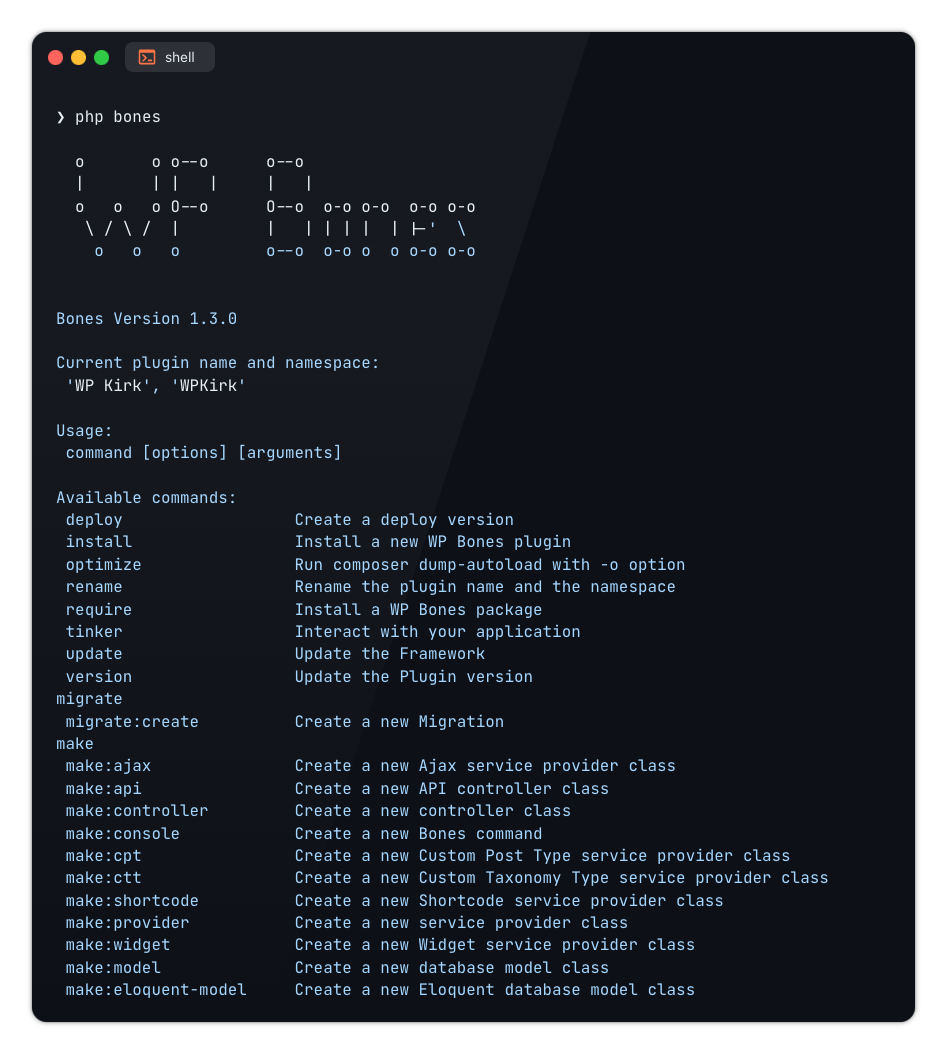 shell
❯ php bones
  o       o o--o      o--o
  |       | |   |     |   |
  o   o   o O--o      O--o  o-o o-o  o-o o-o
   \ / \ /  |         |   | | | |  | |-'  \
    o   o   o         o--o  o-o o  o o-o o-o
Bones Version 1.3.0
Current plugin name and namespace:
 'WP Kirk', 'WPKirk'
Usage:
 command [options] [arguments]
Available commands:
 deploy                  Create a deploy version
 install                 Install a new WP Bones plugin
 optimize                Run composer dump-autoload with -o option
 rename                  Rename the plugin name and the namespace
 require                 Install a WP Bones package
 tinker                  Interact with your application
 update                  Update the Framework
 version                 Update the Plugin version
migrate
 migrate:create          Create a new Migration
make
 make:ajax               Create a new Ajax service provider class
 make:api                Create a new API controller class
 make:controller         Create a new controller class
 make:console            Create a new Bones command
 make:cpt                Create a new Custom Post Type service provider class
 make:ctt                Create a new Custom Taxonomy Type service provider class
 make:shortcode          Create a new Shortcode service provider class
 make:provider           Create a new service provider class
 make:widget             Create a new Widget service provider class
 make:model              Create a new database model class
 make:eloquent-model     Create a new Eloquent database model class